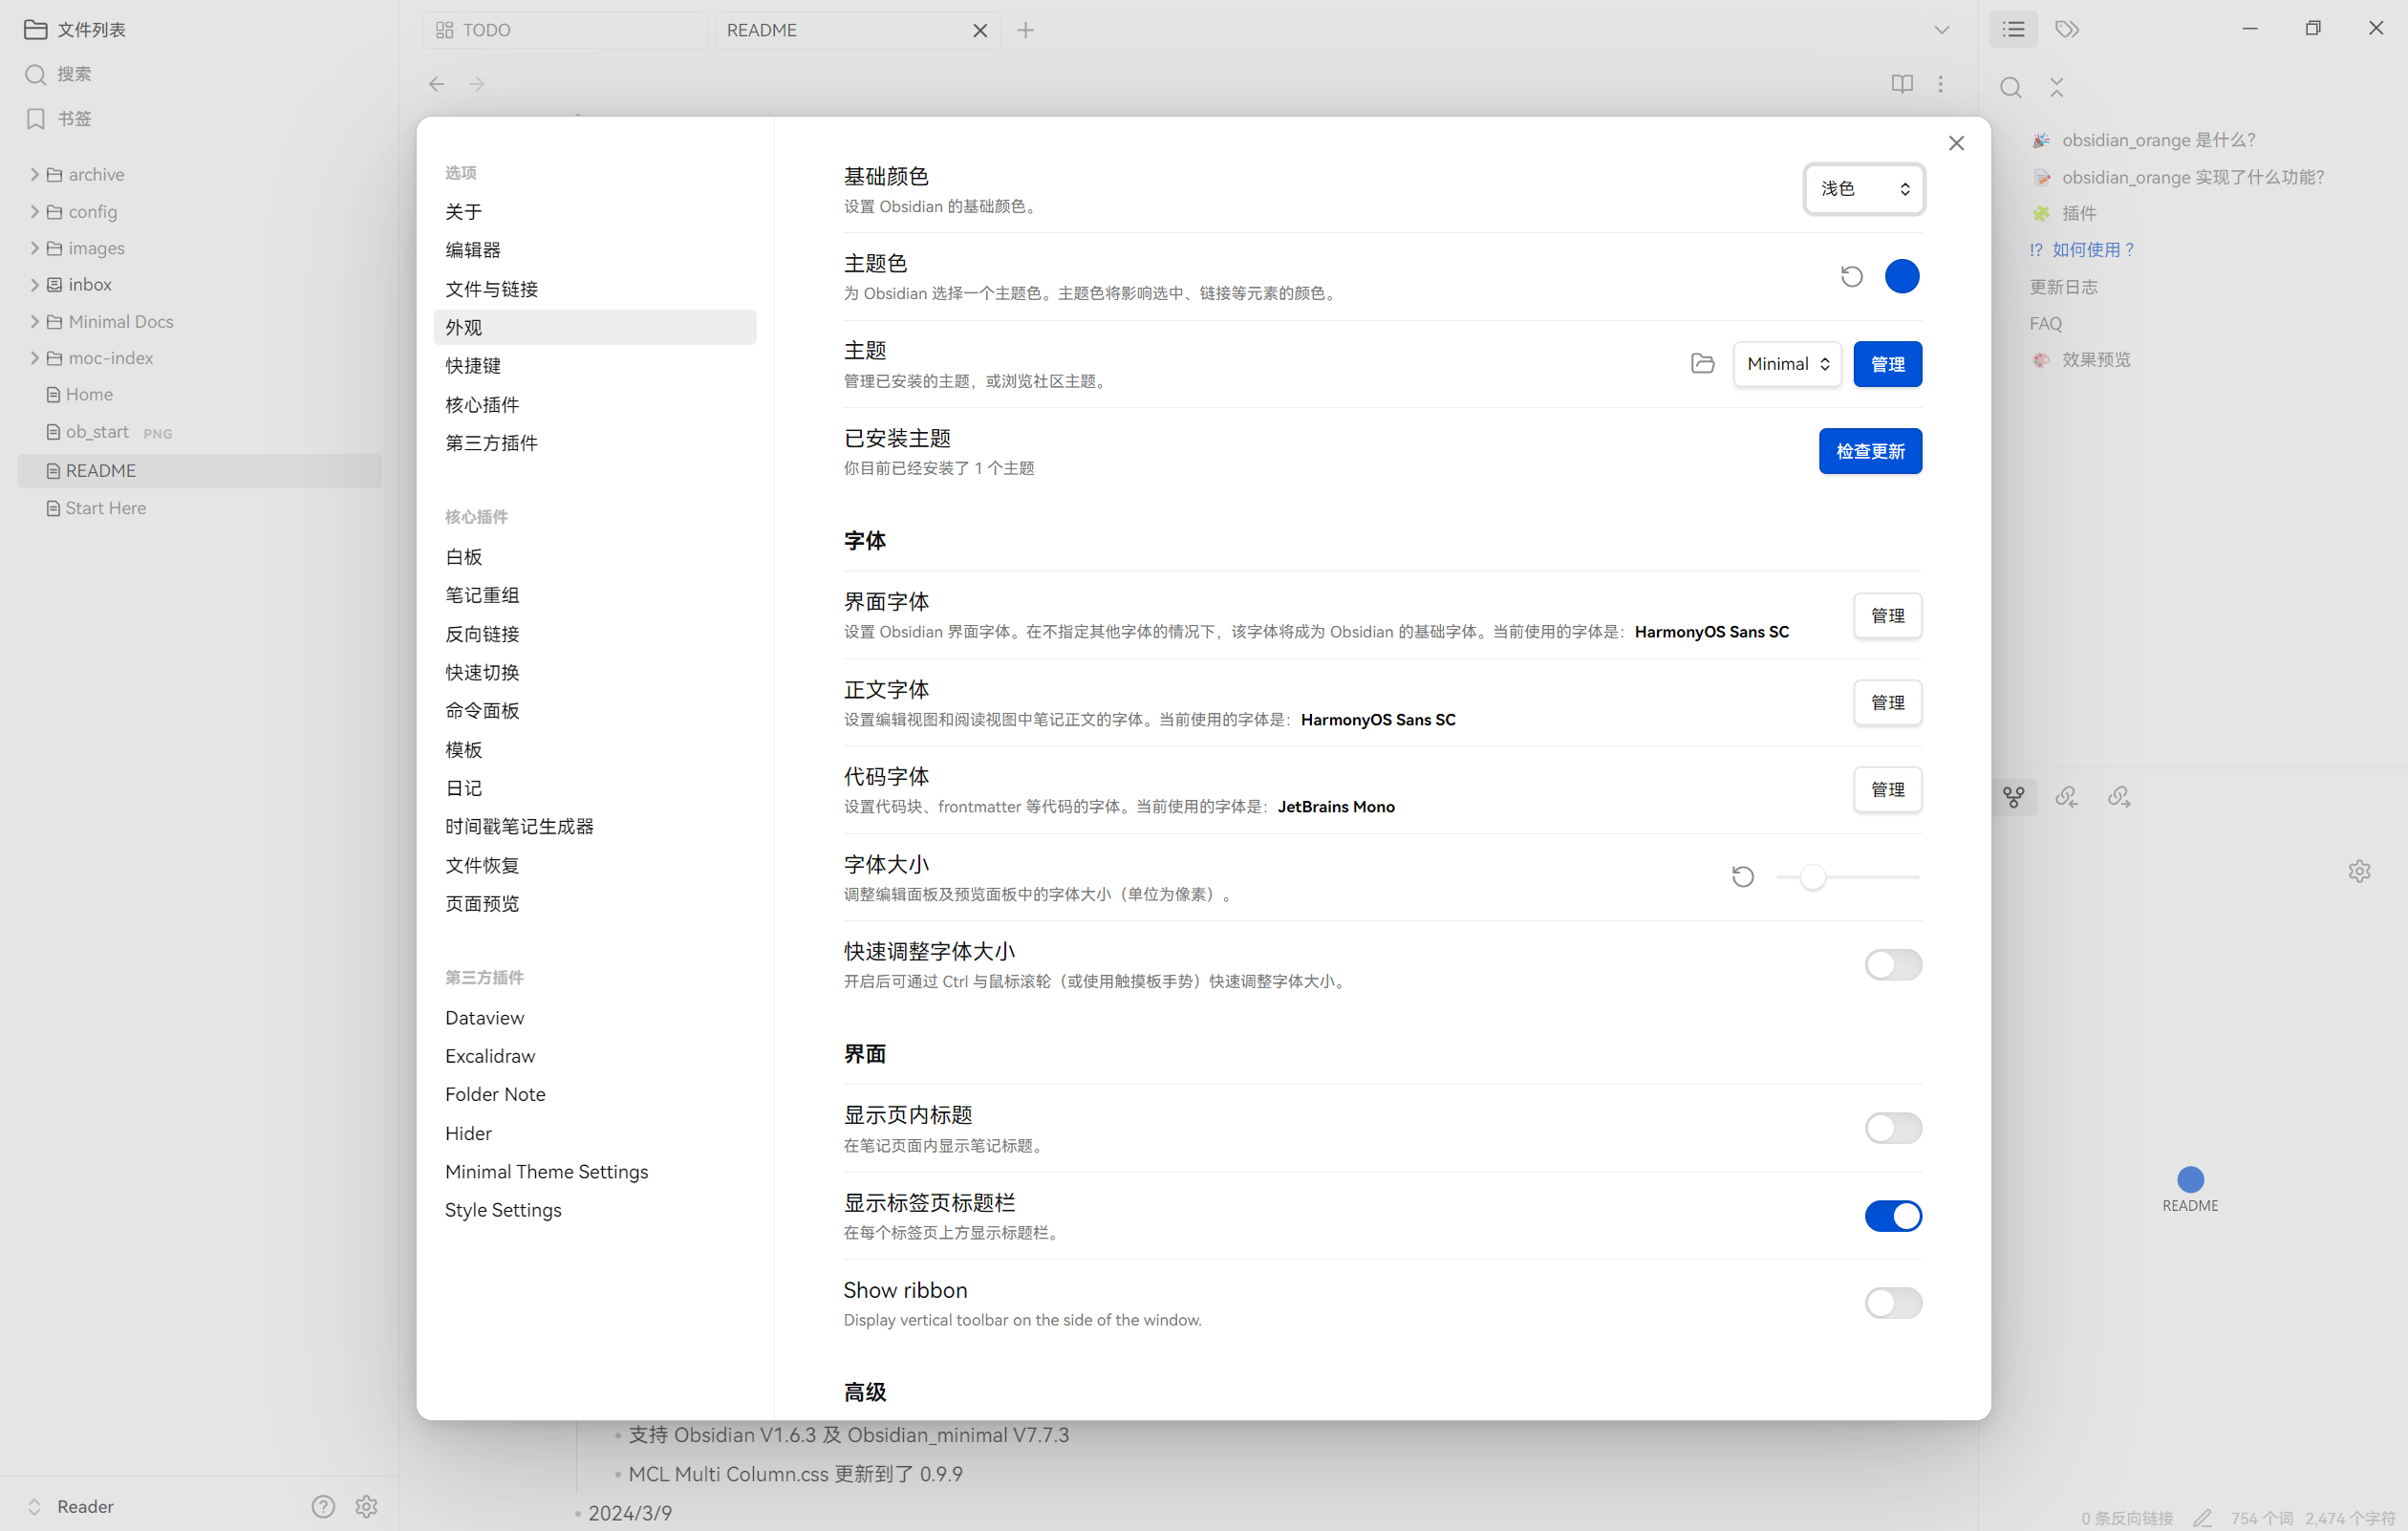 文件列表
搜索
书签
archive
config
images
inbox
Minimal Docs
moc-index
Home
ob_start PNG
README
Start Here
Reader
TODO
README
选项
关于
编辑器
文件与链接
外观
快捷键
核心插件
第三方插件
核心插件
白板
笔记重组
反向链接
快速切换
命令面板
模板
日记
时间戳笔记生成器
文件恢复
页面预览
第三方插件
Dataview
Excalidraw
Folder Note
Hider
Minimal Theme Settings
Style Settings
基础颜色
设置 Obsidian 的基础颜色。
浅色
主题色
为 Obsidian 选择一个主题色。主题色将影响选中、链接等元素的颜色。
主题
管理已安装的主题，或浏览社区主题。
Minimal
管理
已安装主题
你目前已经安装了 1 个主题
检查更新
字体
界面字体
设置 Obsidian 界面字体。在不指定其他字体的情况下，该字体将成为 Obsidian 的基础字体。当前使用的字体是：HarmonyOS Sans SC
管理
正文字体
设置编辑视图和阅读视图中笔记正文的字体。当前使用的字体是：HarmonyOS Sans SC
管理
代码字体
设置代码块、frontmatter 等代码的字体。当前使用的字体是：JetBrains Mono
管理
字体大小
调整编辑面板及预览面板中的字体大小（单位为像素）。
快速调整字体大小
开启后可通过 Ctrl 与鼠标滚轮（或使用触摸板手势）快速调整字体大小。
界面
显示页内标题
在笔记页面内显示笔记标题。
显示标签页标题栏
在每个标签页上方显示标题栏。
Show ribbon
Display vertical toolbar on the side of the window.
高级
支持 Obsidian V1.6.3 及 Obsidian_minimal V7.7.3
MCL Multi Column.css 更新到了 0.9.9
2024/3/9
🎉 obsidian_orange 是什么？
📝 obsidian_orange 实现了什么功能？
🧩 插件
⁉ 如何使用？
更新日志
FAQ
🎨 效果预览
README
0 条反向链接 754 个词 2,474 个字符